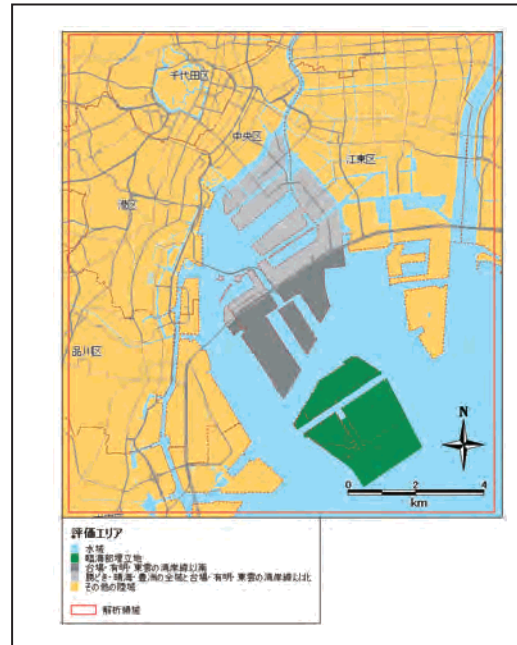 千代田区
中央区
江東区
港区
品川区
N
0 2 4
km
評価エリア
水域
臨海部埋立地
台場・有明・東雲の湾岸線以南
勝どき・晴海・豊洲の全域と台場・有明・東雲の湾岸線以北
その他の陸域
解析領域